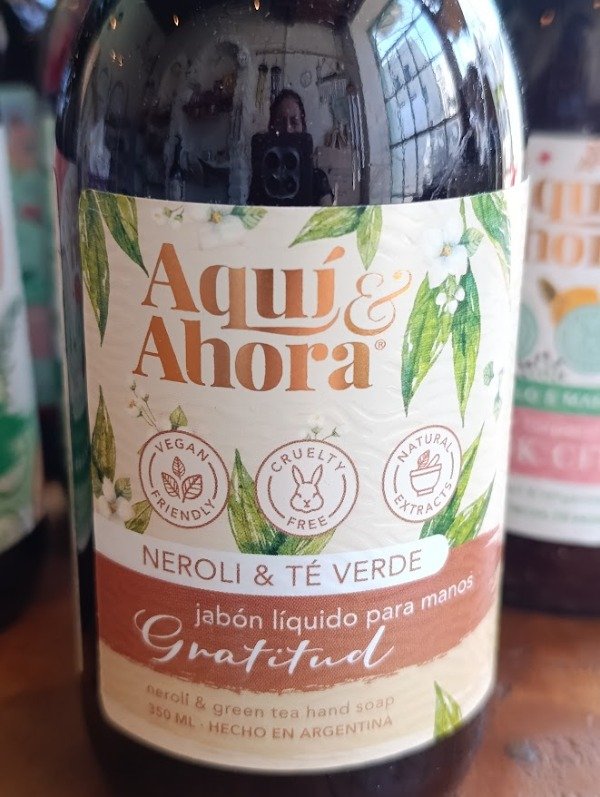 Aquí &
Ahora®
VEGAN FRIENDLY
CRUELTY FREE
NATURAL EXTRACTS
NEROLI & TÉ VERDE
jabón líquido para manos
Gratitud
neroli & green tea hand soap
350 ML · HECHO EN ARGENTINA